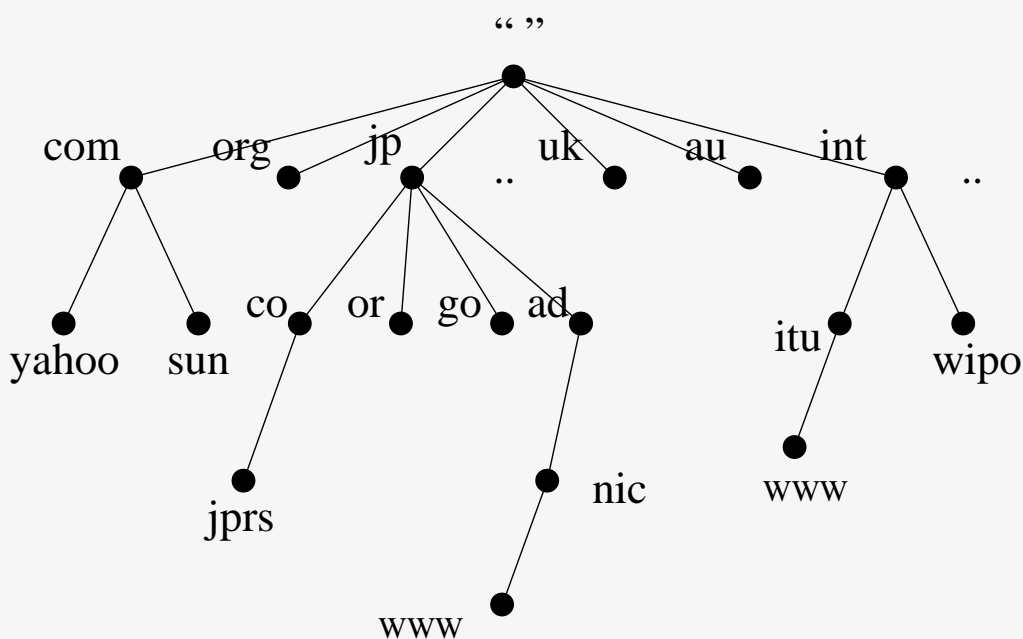 “ ”
com org jp .. uk au int ..
co or go ad itu wipo
yahoo sun
jprs nic www
www